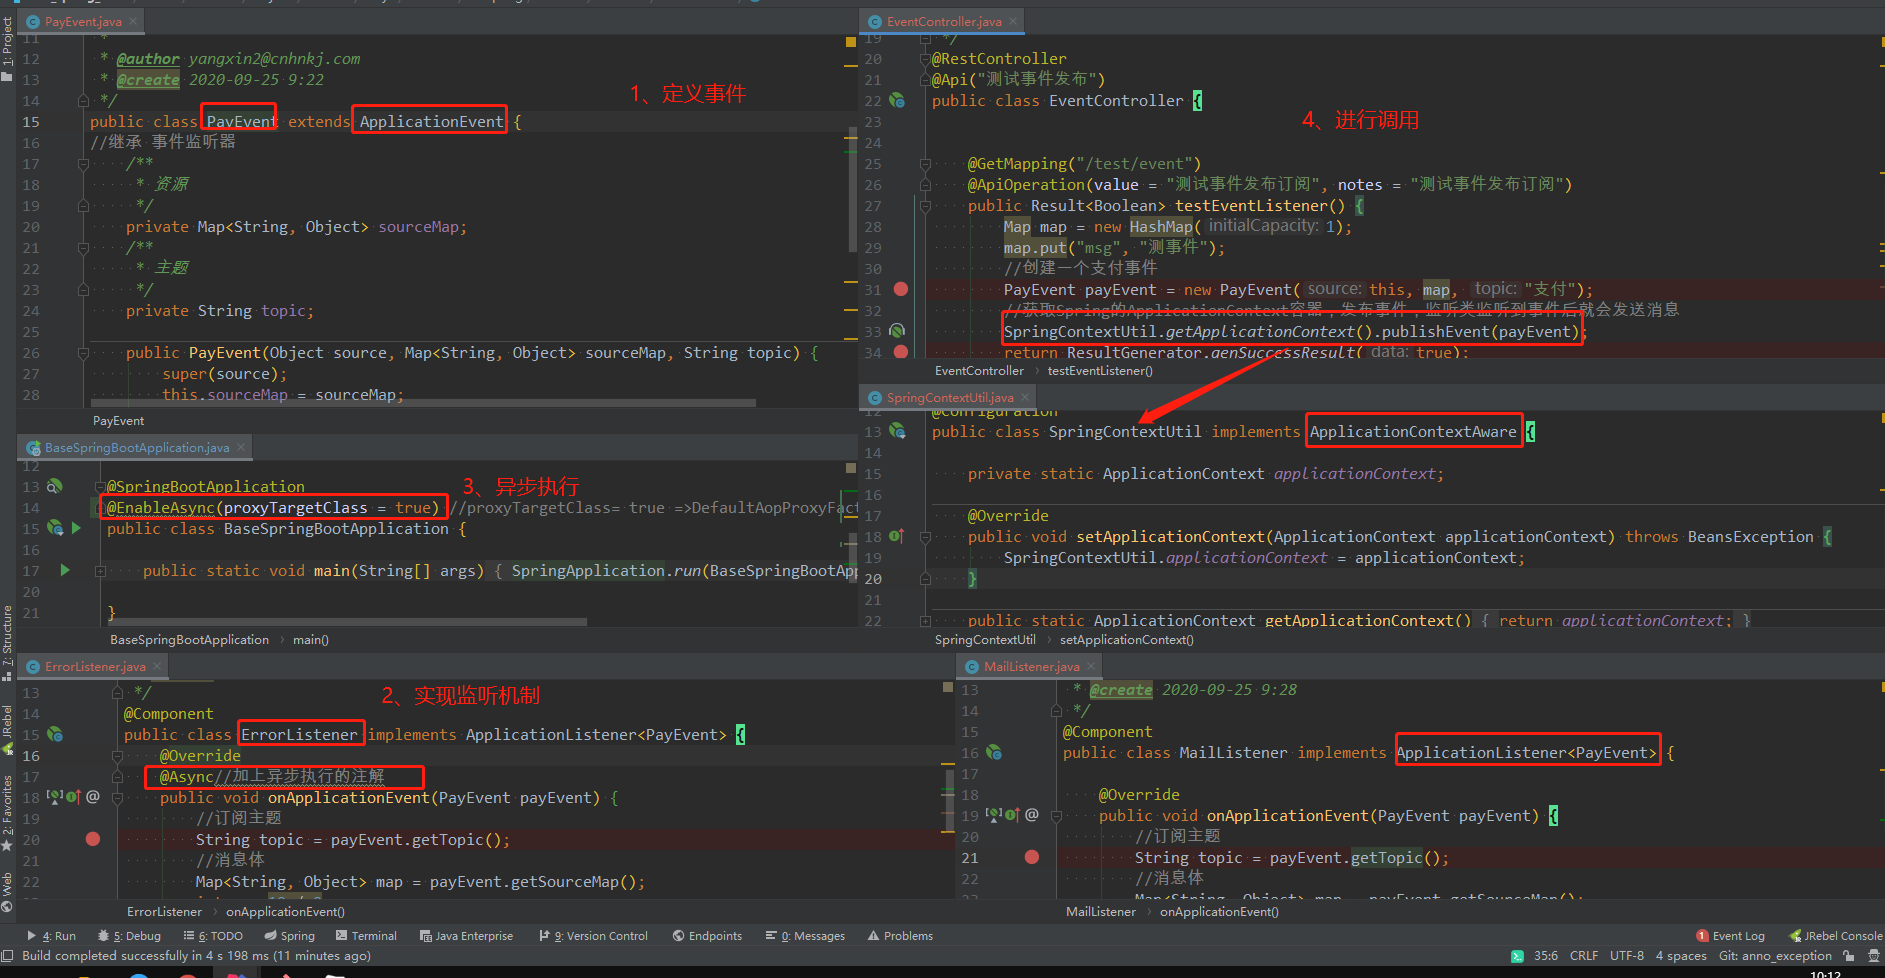 PayEvent.java
11 *
12 * @author yangxin2@cnhnkj.com
13 * @create 2020-09-25 9:22
14 */
15 public class PayEvent extends ApplicationEvent {
16 //继承 事件监听器
17 /**
18 * 资源
19 */
20 private Map<String, Object> sourceMap;
21 /**
22 * 主题
23 */
24 private String topic;
25
26 public PayEvent(Object source, Map<String, Object> sourceMap, String topic) {
27 super(source);
28 this.sourceMap = sourceMap;
PayEvent
1、定义事件
EventController.java
19 */
20 @RestController
21 @Api("测试事件发布")
22 public class EventController {
23
24
25 @GetMapping("/test/event")
26 @ApiOperation(value = "测试事件发布订阅", notes = "测试事件发布订阅")
27 public Result<Boolean> testEventListener() {
28 Map map = new HashMap( initialCapacity: 1);
29 map.put("msg", "测事件");
30 //创建一个支付事件
31 PayEvent payEvent = new PayEvent( source: this, map, topic: "支付");
32 //获取Spring的ApplicationContext容器，发布事件，监听类监听到事件后就会发送消息
33 SpringContextUtil.getApplicationContext().publishEvent(payEvent);
34 return ResultGenerator.genSuccessResult( data: true);
EventController › testEventListener()
4、进行调用
BaseSpringBootApplication.java
12
13 @SpringBootApplication
14 @EnableAsync(proxyTargetClass = true) //proxyTargetClass= true =>DefaultAopProxyFact
15 public class BaseSpringBootApplication {
16
17 public static void main(String[] args) { SpringApplication.run(BaseSpringBootApp
20
21 }
BaseSpringBootApplication › main()
3、异步执行
SpringContextUtil.java
12 @Configuration
13 public class SpringContextUtil implements ApplicationContextAware {
14
15 private static ApplicationContext applicationContext;
16
17 @Override
18 public void setApplicationContext(ApplicationContext applicationContext) throws BeansException {
19 SpringContextUtil.applicationContext = applicationContext;
20 }
21
22 public static ApplicationContext getApplicationContext() { return applicationContext; }
SpringContextUtil › setApplicationContext()
ErrorListener.java
13 */
14 @Component
15 public class ErrorListener implements ApplicationListener<PayEvent> {
16 @Override
17 @Async//加上异步执行的注解
18 public void onApplicationEvent(PayEvent payEvent) {
19 //订阅主题
20 String topic = payEvent.getTopic();
21 //消息体
22 Map<String, Object> map = payEvent.getSourceMap();
ErrorListener › onApplicationEvent()
2、实现监听机制
MailListener.java
13 * @create 2020-09-25 9:28
14 */
15 @Component
16 public class MailListener implements ApplicationListener<PayEvent> {
17
18 @Override
19 public void onApplicationEvent(PayEvent payEvent) {
20 //订阅主题
21 String topic = payEvent.getTopic();
22 //消息体
Map<String, Object> map = payEvent.getSourceMap();
MailListener › onApplicationEvent()
1: Project
7: Structure
JRebel
2: Favorites
Web
4: Run 5: Debug 6: TODO Spring Terminal Java Enterprise 9: Version Control Endpoints 0: Messages Problems 1 Event Log JRebel Console
Build completed successfully in 4 s 198 ms (11 minutes ago) 35:6 CRLF UTF-8 4 spaces Git: anno_exception
10:12